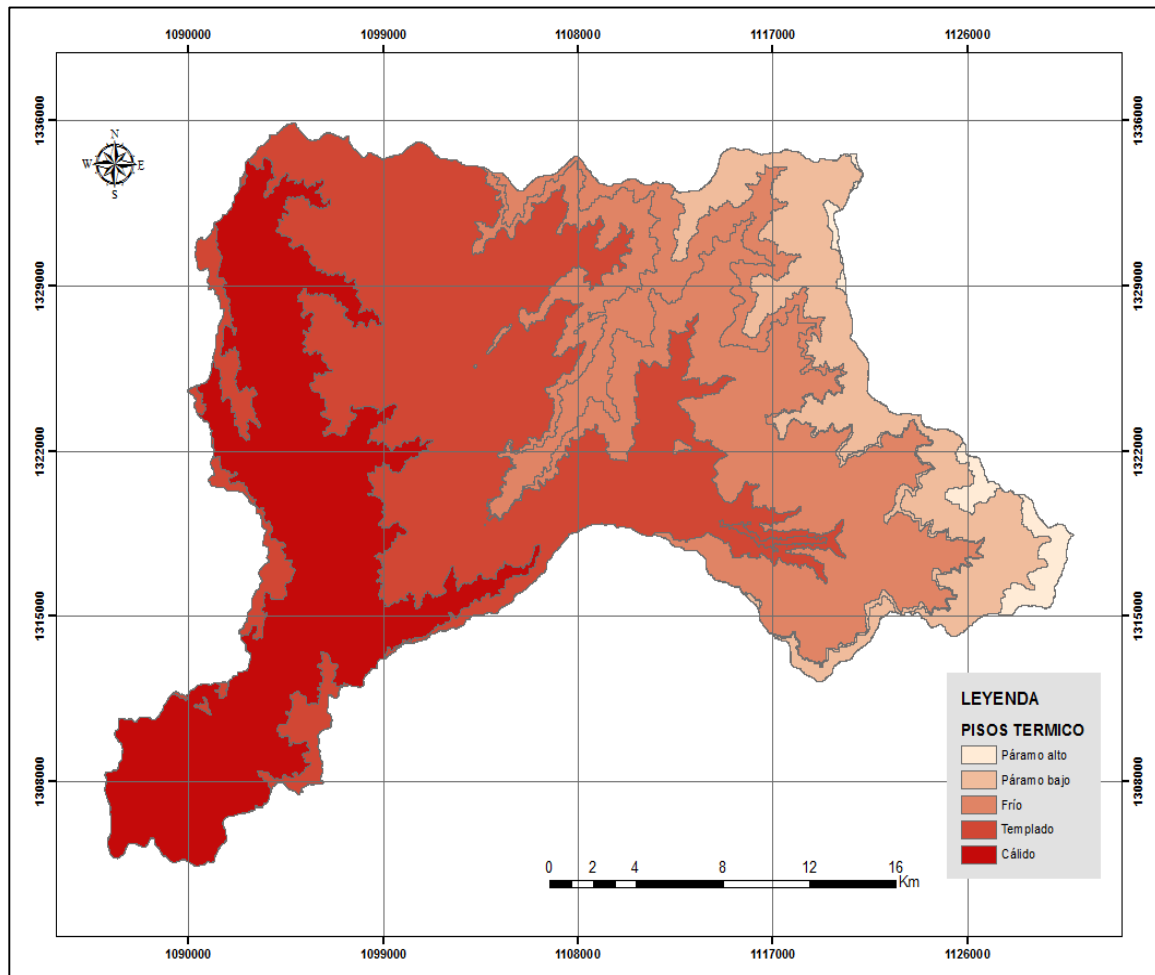 1090000 1099000 1108000 1117000 1126000
1336000 1336000
N
W E
S
1329000 1329000
1322000 1322000
1315000 1315000
LEYENDA
PISOS TERMICO
Páramo alto
Páramo bajo
Frío
Templado
Cálido
1308000 1308000
0 2 4 8 12 16
Km
1090000 1099000 1108000 1117000 1126000